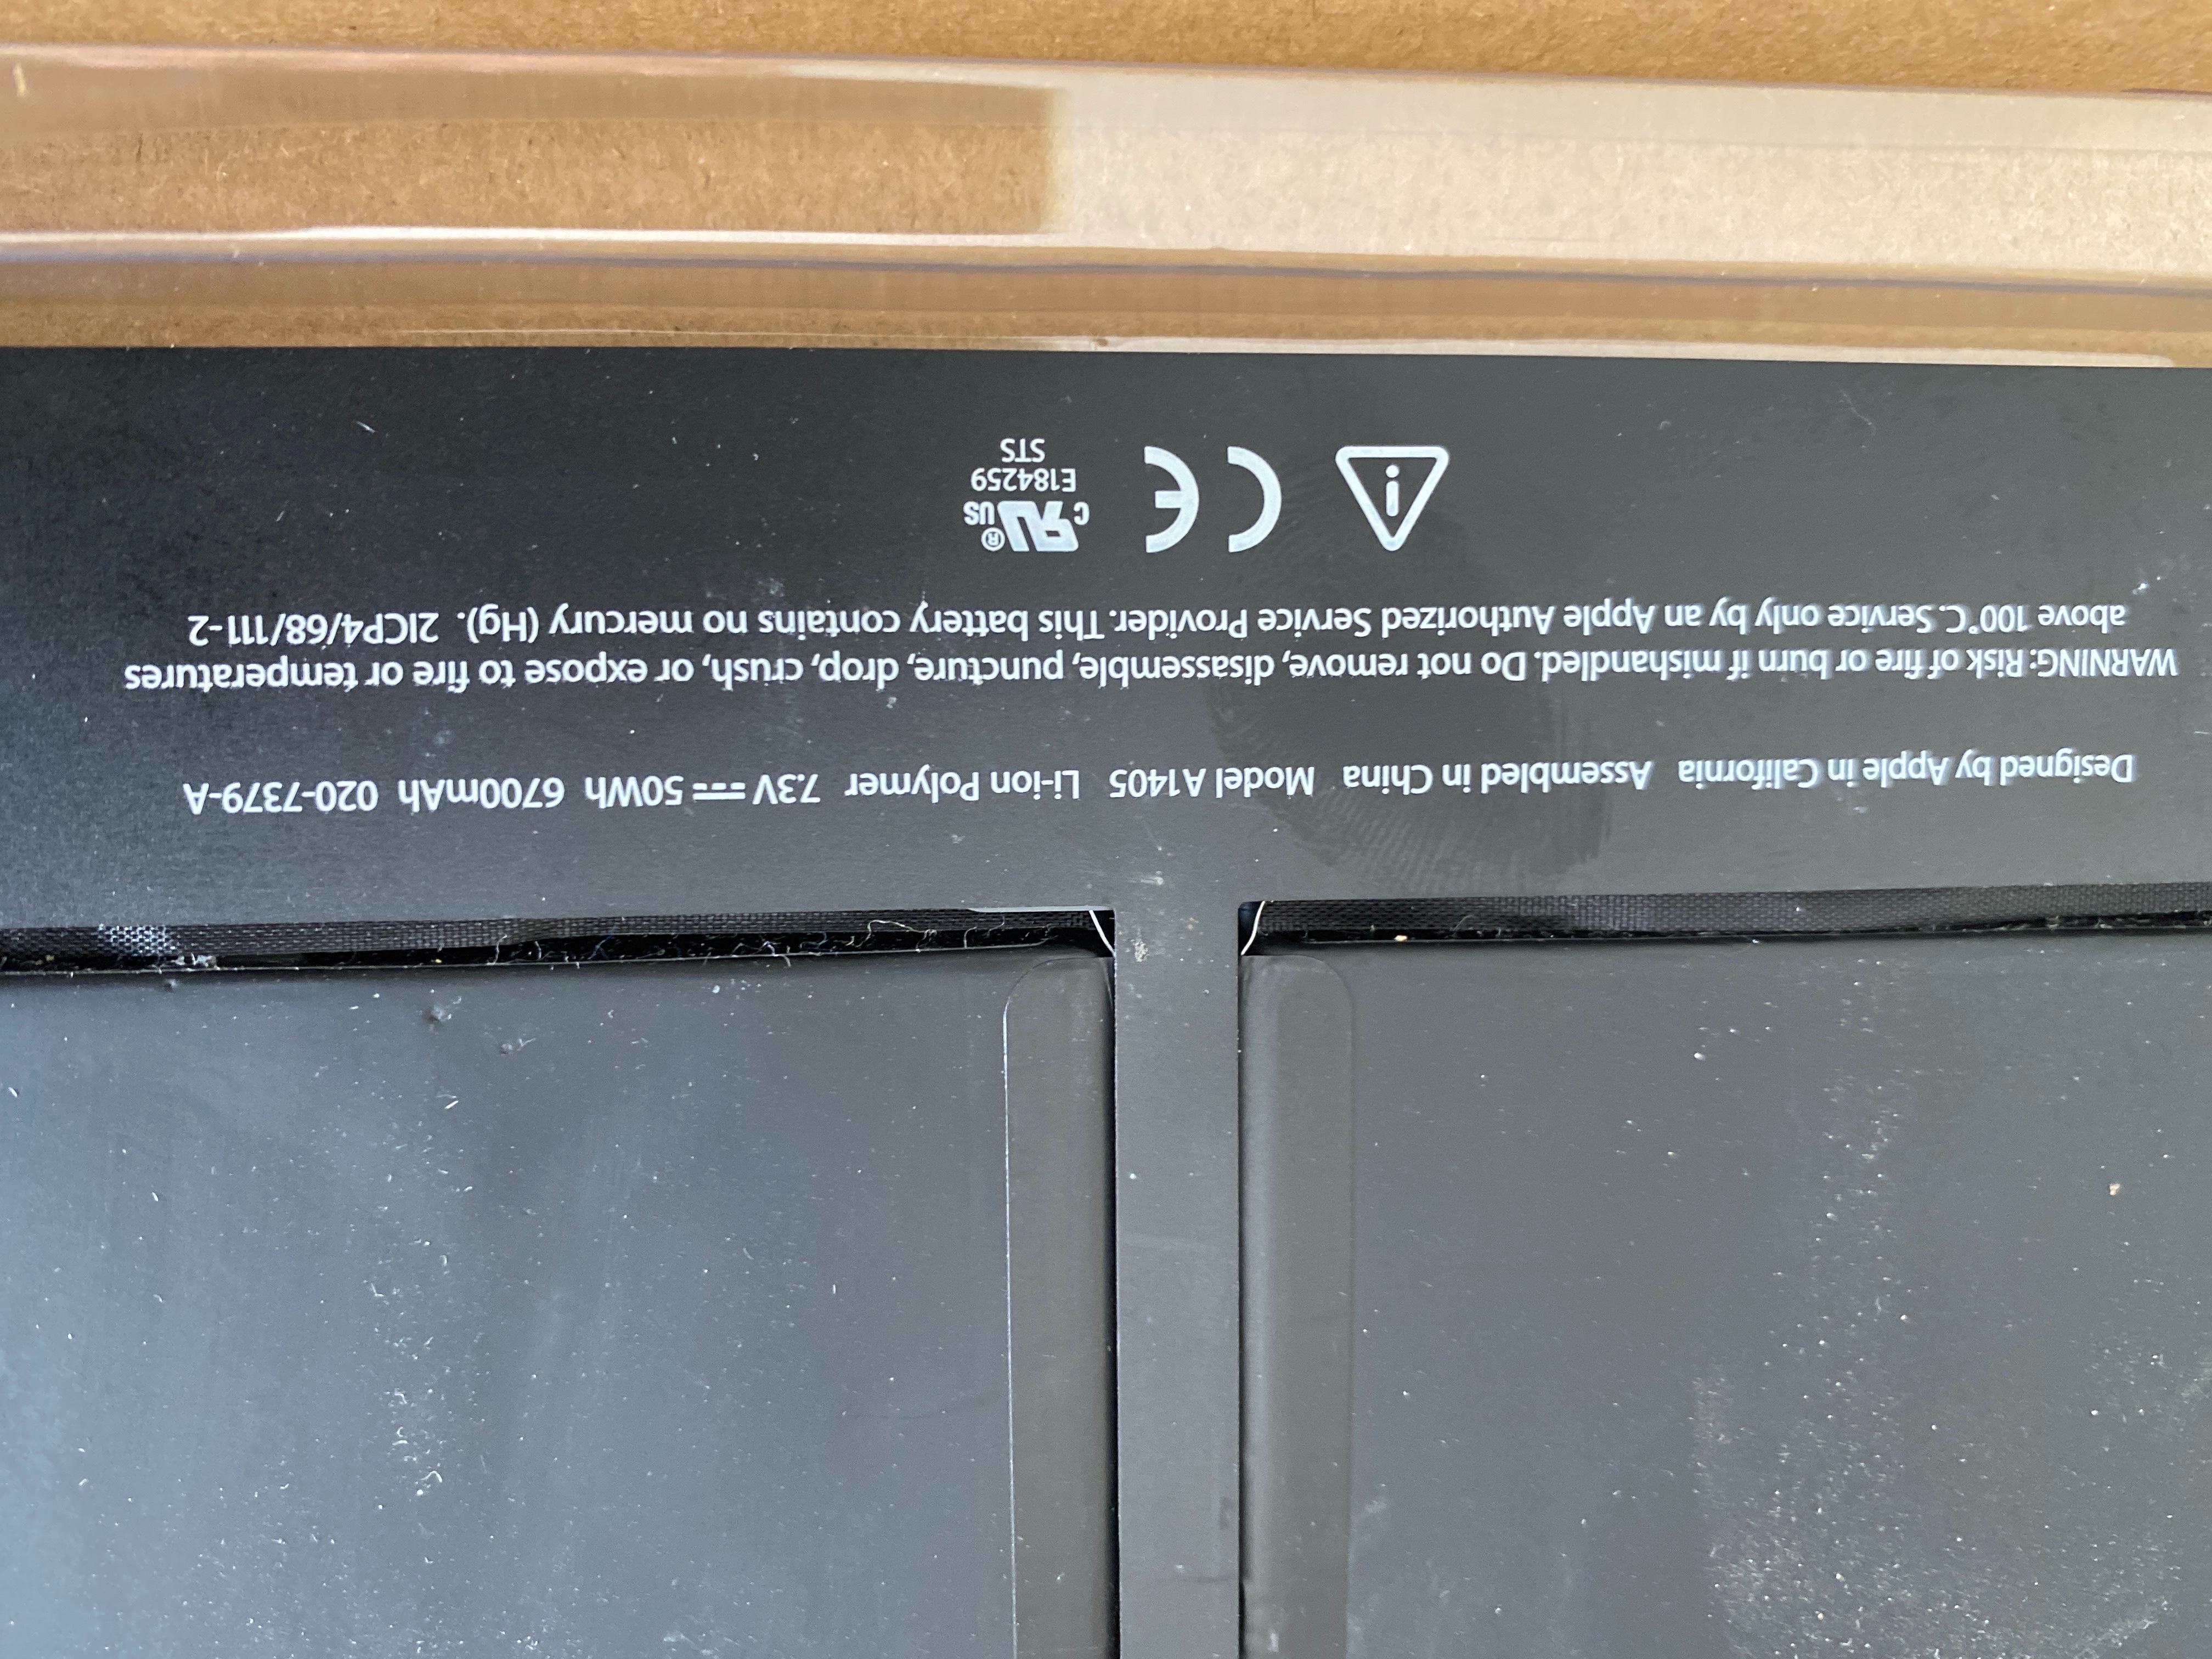 Designed by Apple in California Assembled in China Model A1405 Li-ion Polymer 7.3V ⎓ 50Wh 6700mAh 020-7379-A
WARNING: Risk of fire or burn if mishandled. Do not remove, disassemble, puncture, drop, crush, or expose to fire or temperatures
above 100°C. Service only by an Apple Authorized Service Provider. This battery contains no mercury (Hg). 2ICP4/68/111-2
i
CE
c RU ® US
E184259
STS